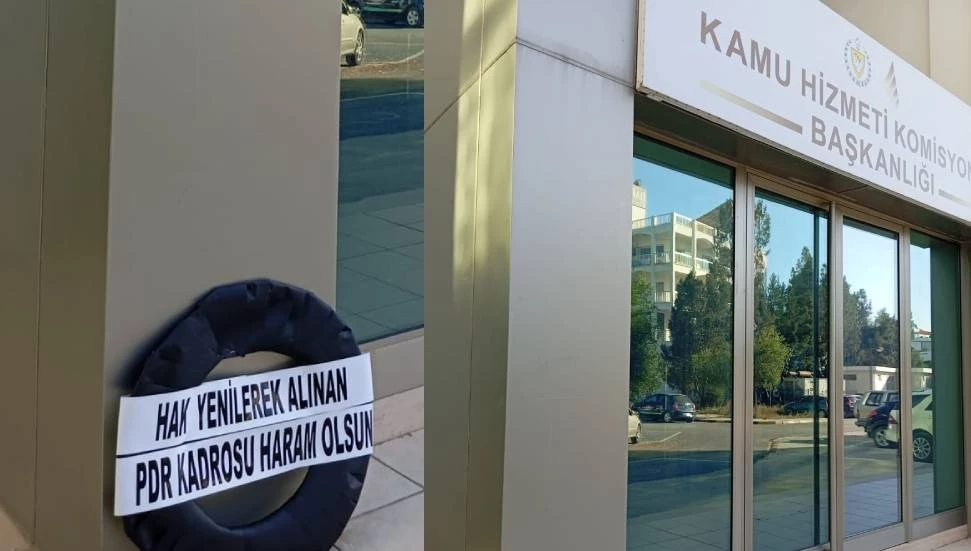 HAK YENİLEREK ALINAN
PDR KADROSU HARAM OLSUN
KAMU HİZMETİ KOMİSYON
BAŞKANLIĞI